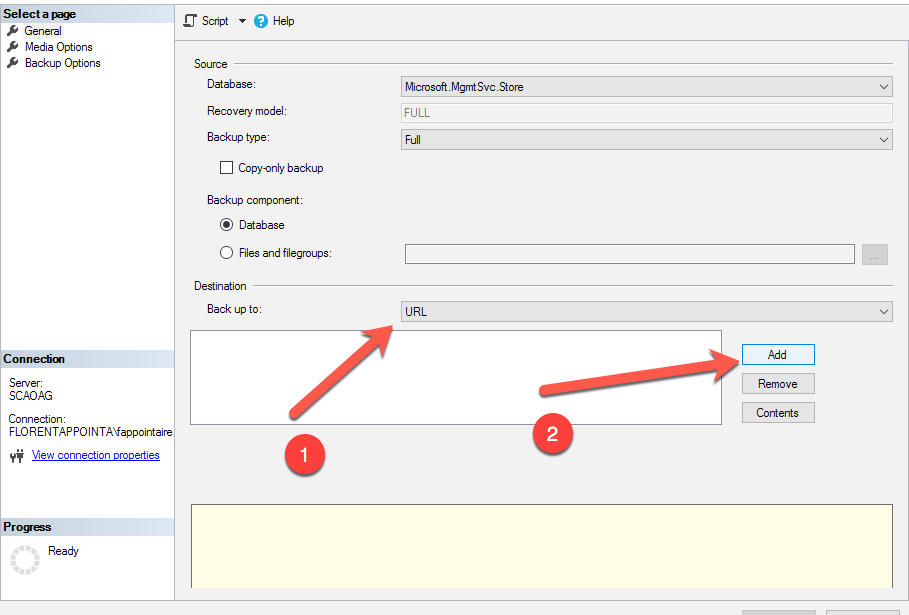 Select a page
General
Media Options
Backup Options
Script
Help
Source
Database:
Microsoft.MgmtSvc.Store
Recovery model:
FULL
Backup type:
Full
Copy-only backup
Backup component:
Database
Files and filegroups:
...
Destination
Back up to:
URL
Add
Remove
Contents
1
2
Connection
Server:
SCAOAG
Connection:
FLORENTAPPOINTA\fappointaire
View connection properties
Progress
Ready